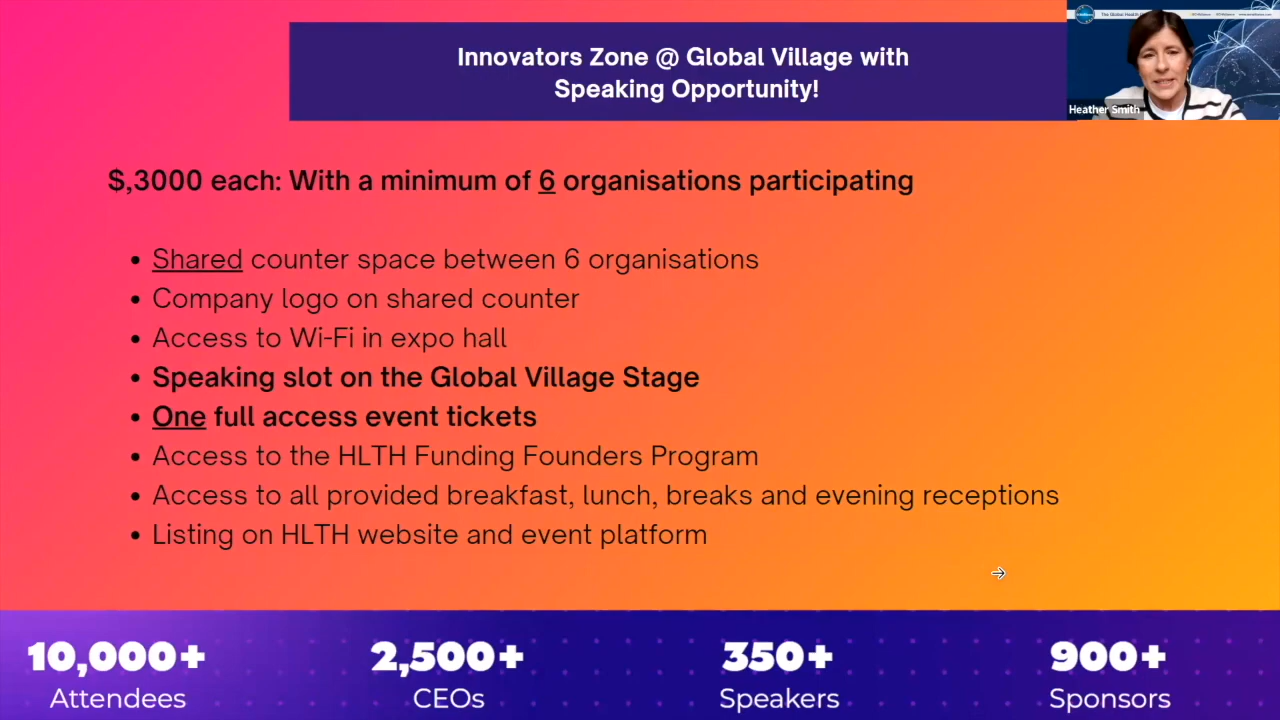 Innovators Zone @ Global Village with
Speaking Opportunity!
The Global Health
Heather Smith
$,3000 each: With a minimum of 6 organisations participating
• Shared counter space between 6 organisations
• Company logo on shared counter
• Access to Wi-Fi in expo hall
• Speaking slot on the Global Village Stage
• One full access event tickets
• Access to the HLTH Funding Founders Program
• Access to all provided breakfast, lunch, breaks and evening receptions
• Listing on HLTH website and event platform
10,000+ 2,500+ 350+ 900+
Attendees CEOs Speakers Sponsors